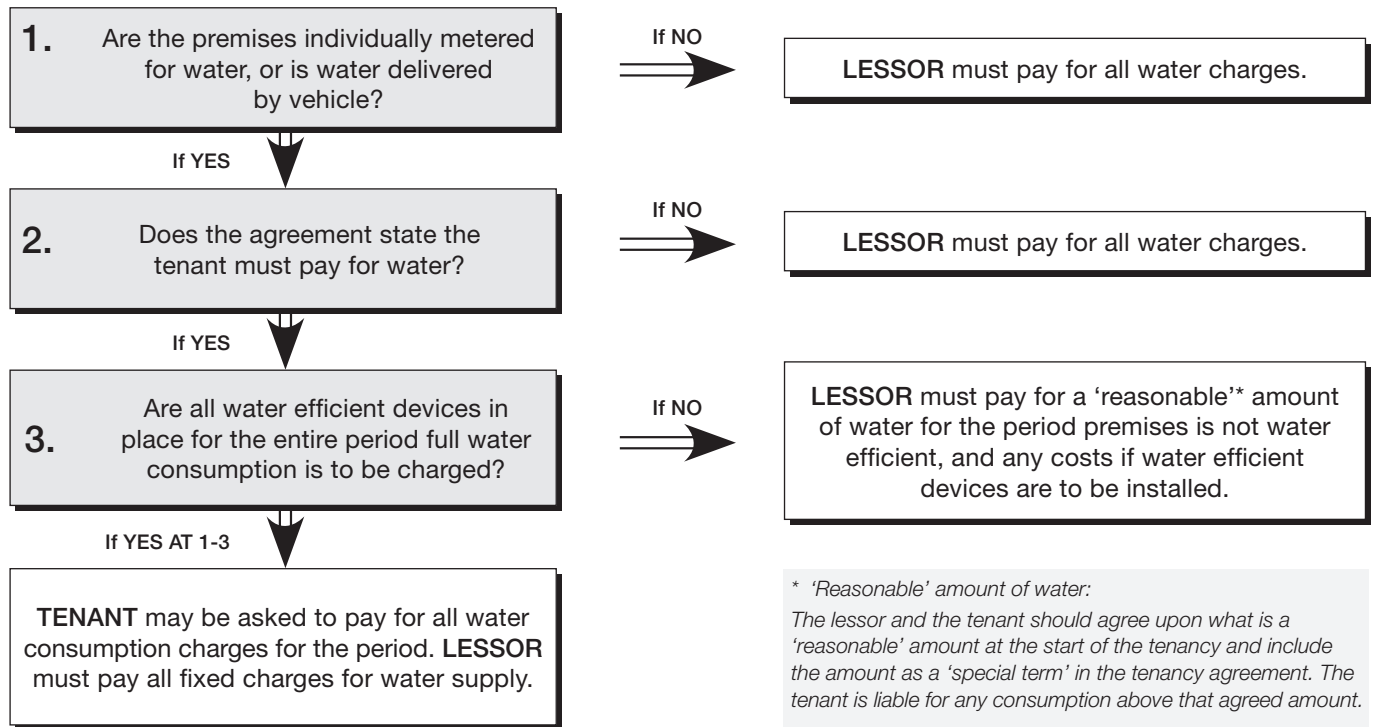 1. Are the premises individually metered
for water, or is water delivered
by vehicle?
If NO
LESSOR must pay for all water charges.
If YES
2. Does the agreement state the
tenant must pay for water?
If NO
LESSOR must pay for all water charges.
If YES
3. Are all water efficient devices in
place for the entire period full water
consumption is to be charged?
If NO
LESSOR must pay for a ‘reasonable’* amount
of water for the period premises is not water
efficient, and any costs if water efficient
devices are to be installed.
If YES AT 1-3
TENANT may be asked to pay for all water
consumption charges for the period. LESSOR
must pay all fixed charges for water supply.
* ‘Reasonable’ amount of water:
The lessor and the tenant should agree upon what is a
‘reasonable’ amount at the start of the tenancy and include
the amount as a ‘special term’ in the tenancy agreement. The
tenant is liable for any consumption above that agreed amount.